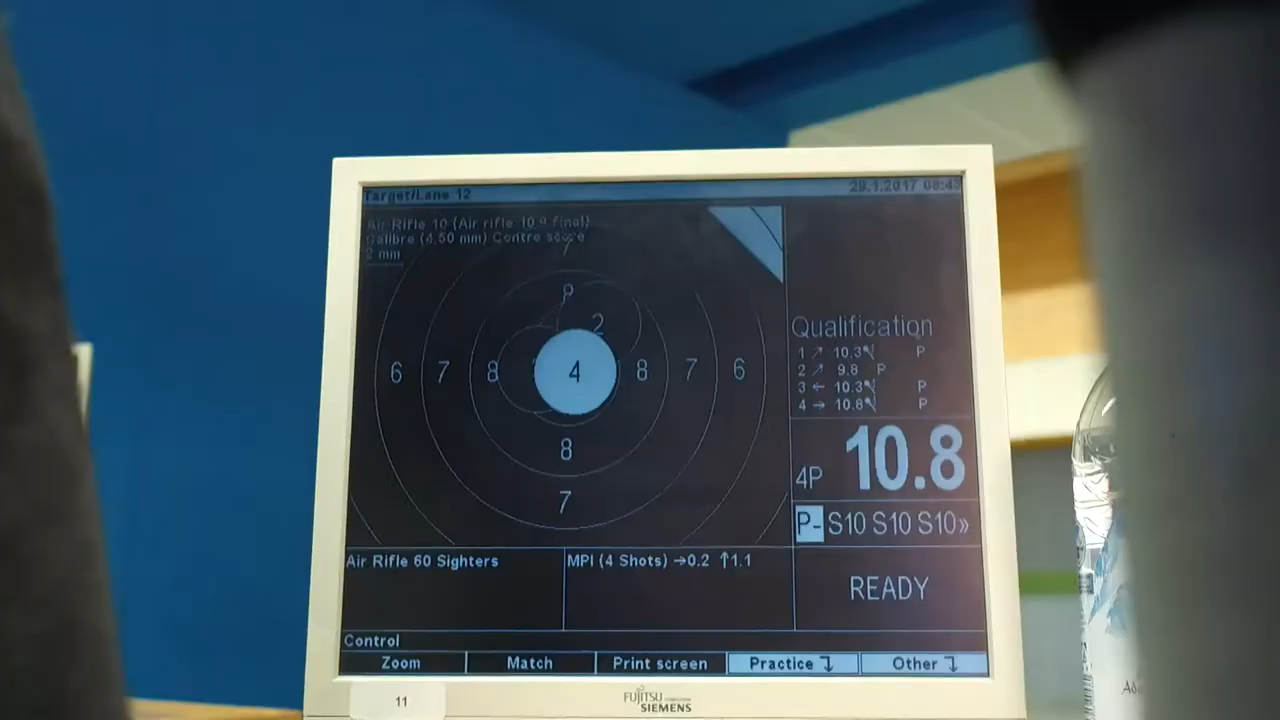 Target/Lane 12
29.1.2017 08:43
Air Rifle 10 (Air rifle 10.9 final)
Calibre (4.50 mm) Centre score
2 mm
7
9
2
6 7 8 4 8 7 6
8
7
Qualification
1 ↗ 10.3 P
2 ↗ 9.8 P
3 ← 10.3 P
4 → 10.8 P
4P 10.8
P- S10 S10 S10»
Air Rifle 60 Sighters
MPI (4 Shots) →0.2 ↑1.1
READY
Control
Zoom Match Print screen Practice Other
11
FUJITSU
SIEMENS